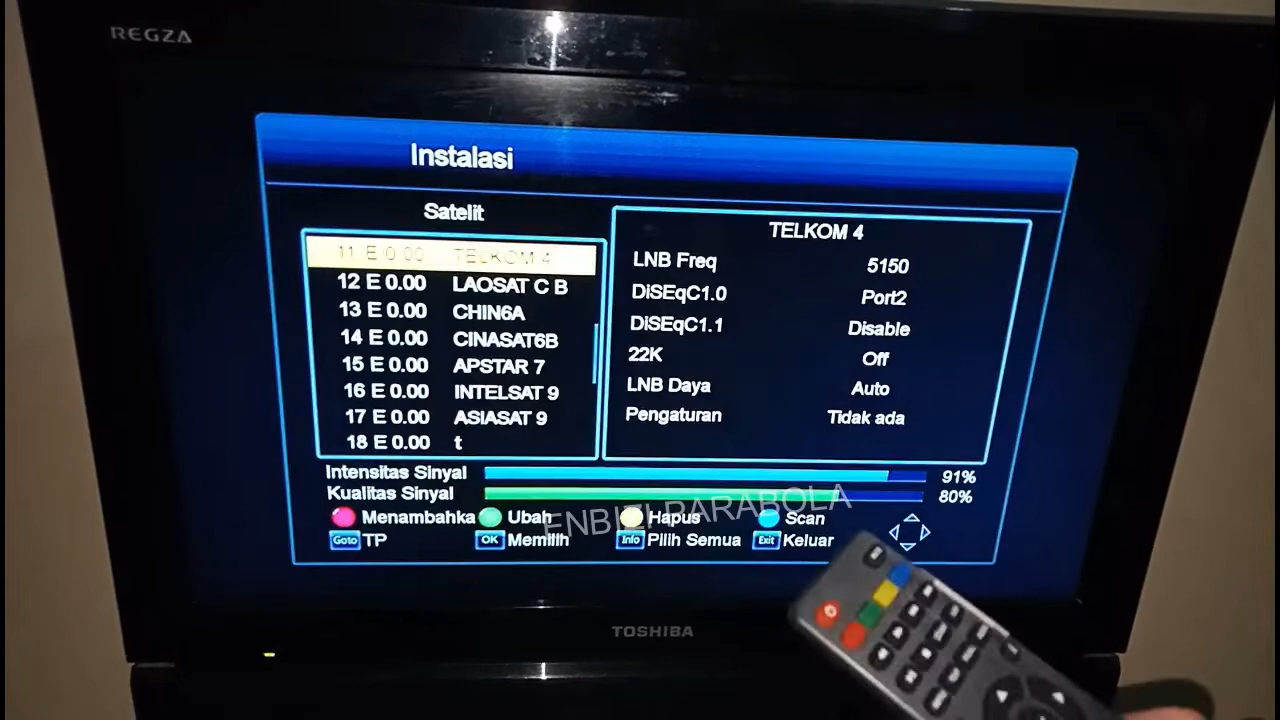 REGZA
Instalasi
Satelit
11 E 0.00 TELKOM 4
12 E 0.00 LAOSAT C B
13 E 0.00 CHIN6A
14 E 0.00 CINASAT6B
15 E 0.00 APSTAR 7
16 E 0.00 INTELSAT 9
17 E 0.00 ASIASAT 9
18 E 0.00 t
TELKOM 4
LNB Freq 5150
DiSEqC1.0 Port2
DiSEqC1.1 Disable
22K Off
LNB Daya Auto
Pengaturan Tidak ada
Intensitas Sinyal 91%
Kualitas Sinyal 80%
Menambahka Ubah Hapus Scan
Goto TP OK Memilih Info Pilih Semua Exit Keluar
PARABOLA
TOSHIBA